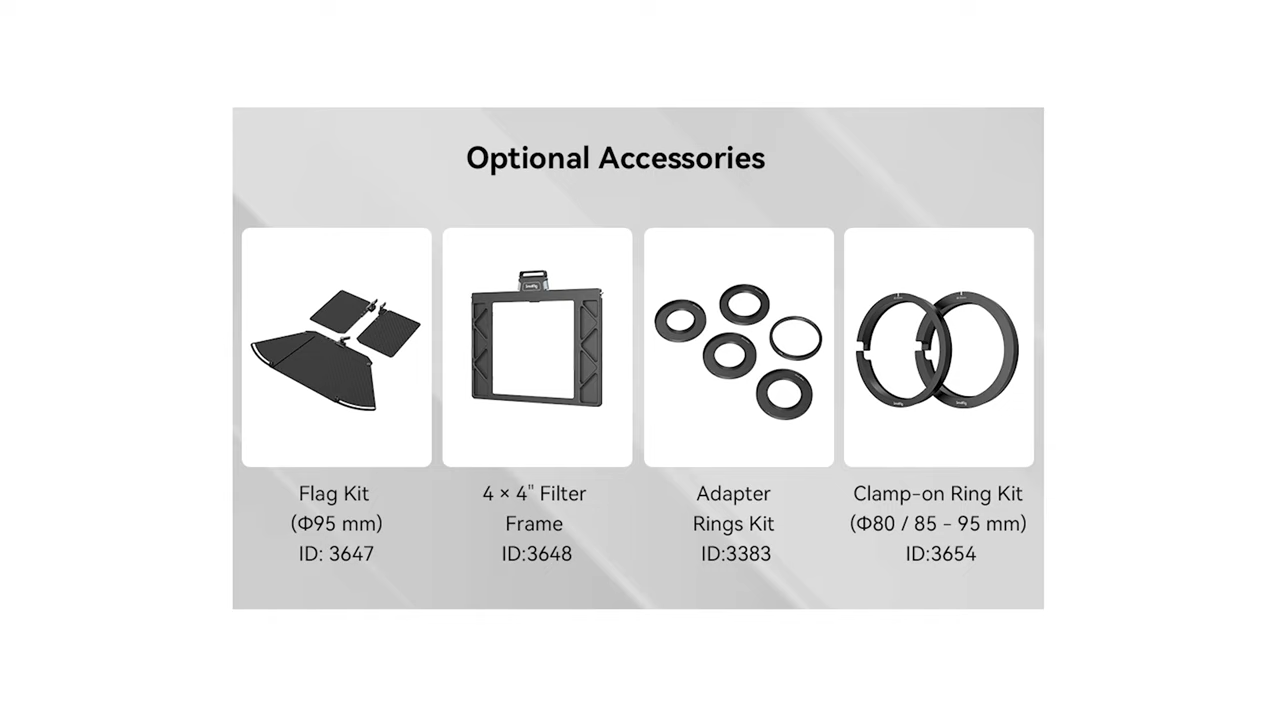 Optional Accessories
Flag Kit
(Φ95 mm)
ID: 3647
4 × 4" Filter
Frame
ID:3648
Adapter
Rings Kit
ID:3383
Clamp-on Ring Kit
(Φ80 / 85 - 95 mm)
ID:3654